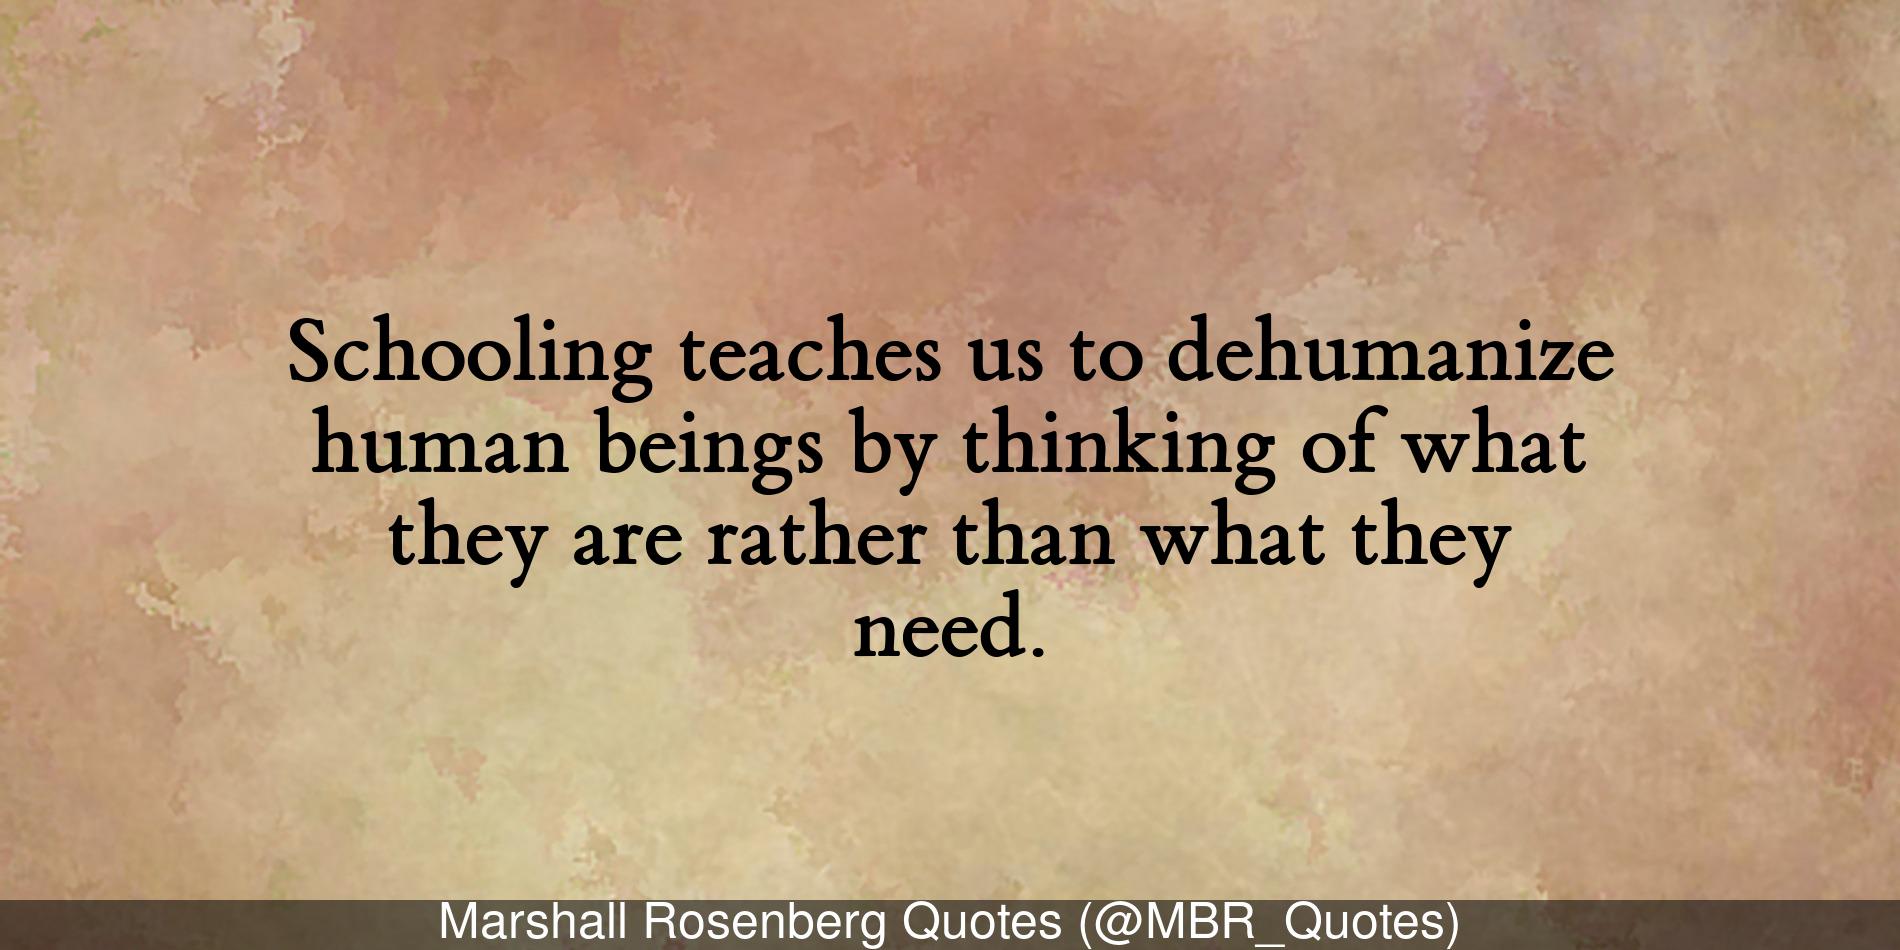 Schooling teaches us to dehumanize
human beings by thinking of what
they are rather than what they
need.
Marshall Rosenberg Quotes (@MBR_Quotes)